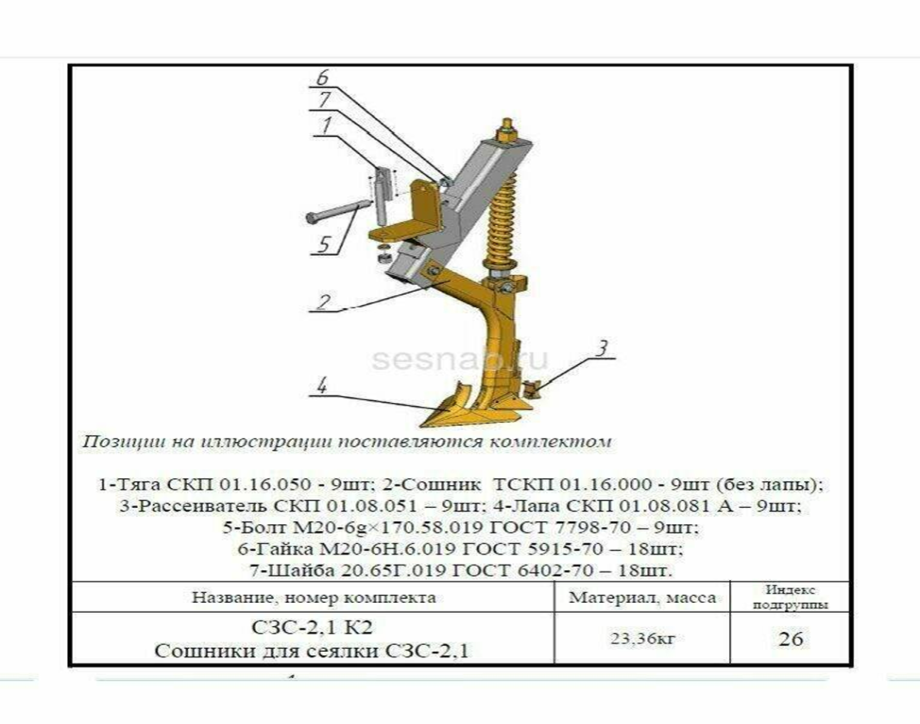 6
7
1
5
2
sesnab.ru
3
4
Позиции на иллюстрации поставляются комплектом
1-Тяга СКП 01.16.050 - 9шт; 2-Сошник ТСКП 01.16.000 - 9шт (без лапы);
3-Рассеиватель СКП 01.08.051 – 9шт; 4-Лапа СКП 01.08.081 А – 9шт;
5-Болт М20-6g×170.58.019 ГОСТ 7798-70 – 9шт;
6-Гайка М20-6Н.6.019 ГОСТ 5915-70 – 18шт;
7-Шайба 20.65Г.019 ГОСТ 6402-70 – 18шт.
Название, номер комплекта
Материал, масса
Индекс
подгруппы
СЗС-2,1 К2
Сошники для сеялки СЗС-2,1
23,36кг
26